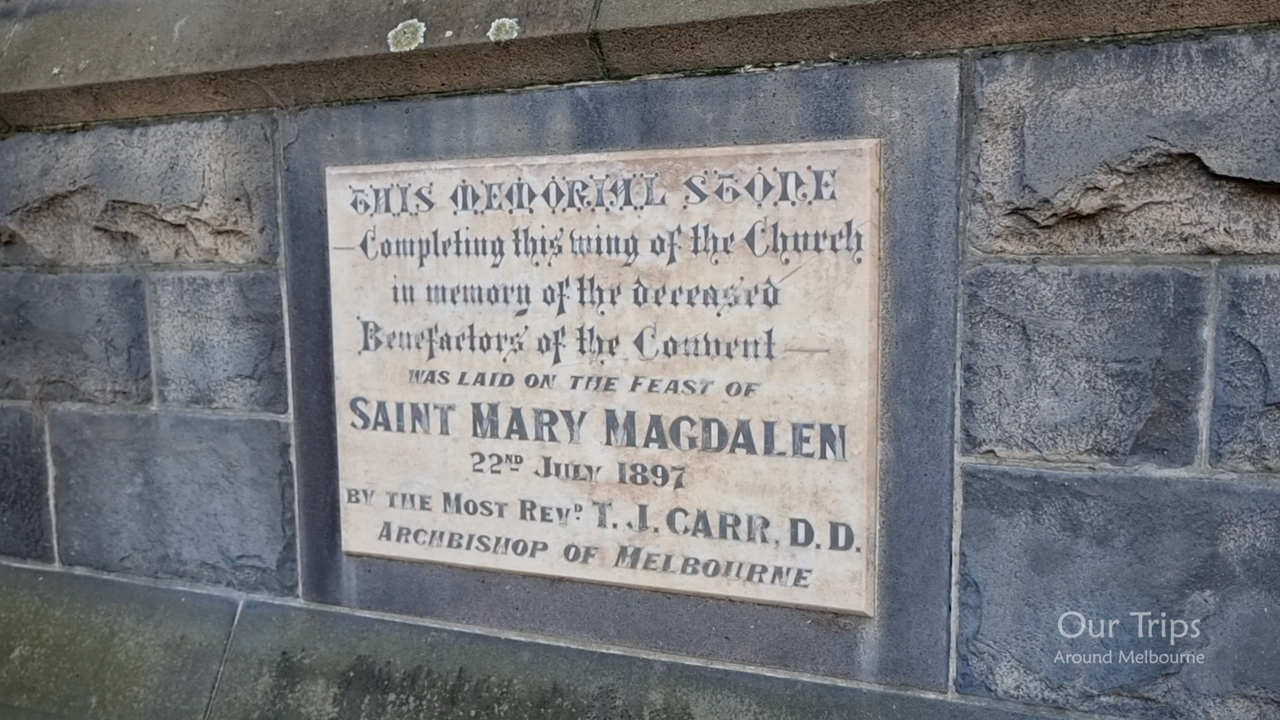 THIS MEMORIAL STONE
— Completing this wing of the Church
in memory of the deceased
Benefactors of the Convent —
WAS LAID ON THE FEAST OF
SAINT MARY MAGDALEN
22ND JULY 1897
BY THE MOST REVD T. J. CARR, D. D.
ARCHBISHOP OF MELBOURNE
Our Trips
Around Melbourne